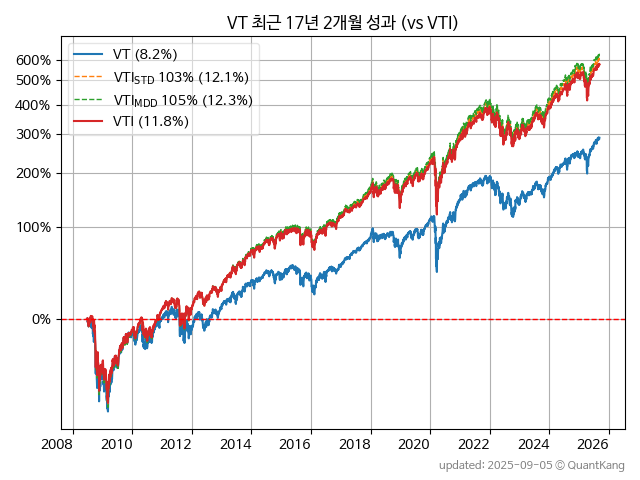 VT 최근 17년 2개월 성과 (vs VTI)
VT (8.2%)
VTI_STD 103% (12.1%)
VTI_MDD 105% (12.3%)
VTI (11.8%)
600%
500%
400%
300%
200%
100%
0%
2008 2010 2012 2014 2016 2018 2020 2022 2024 2026
updated: 2025-09-05 ⓒ QuantKang